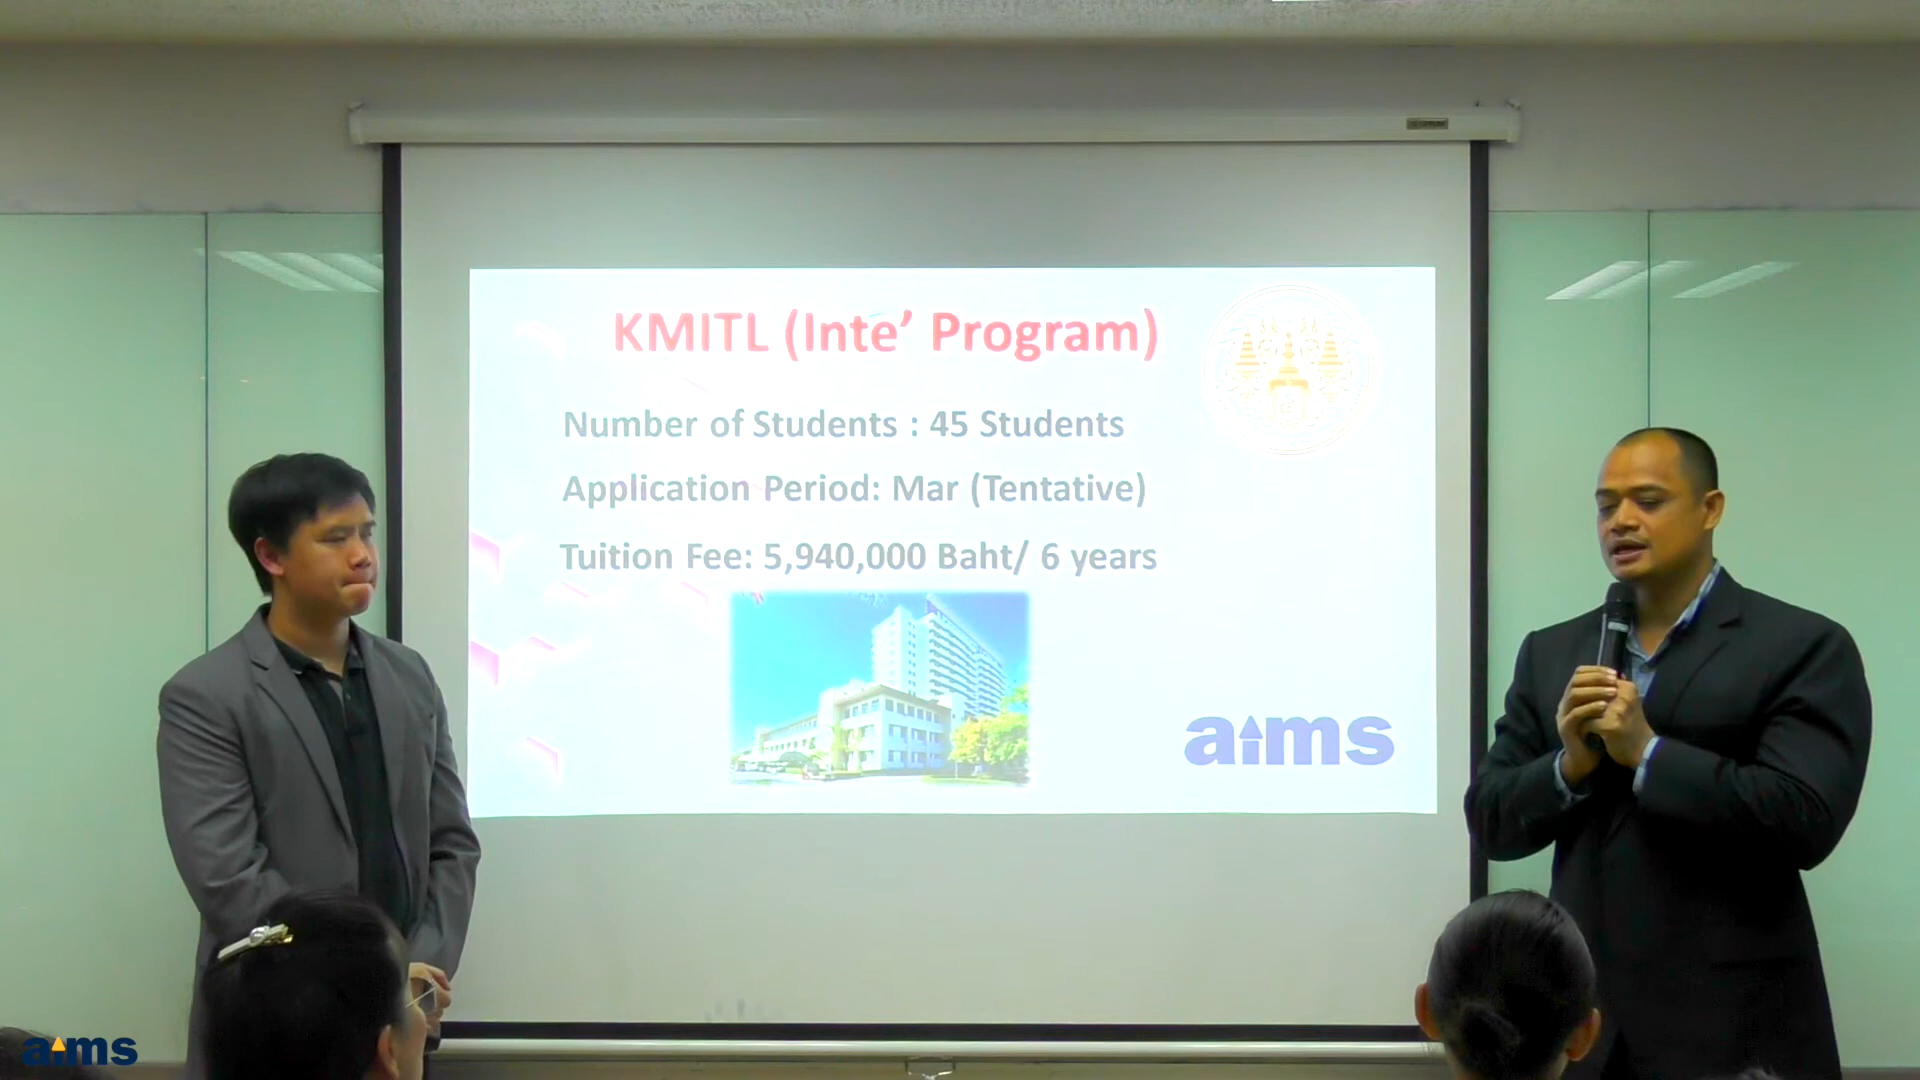 KMITL (Inte’ Program)
Number of Students : 45 Students
Application Period: Mar (Tentative)
Tuition Fee: 5,940,000 Baht/ 6 years
aims
aims